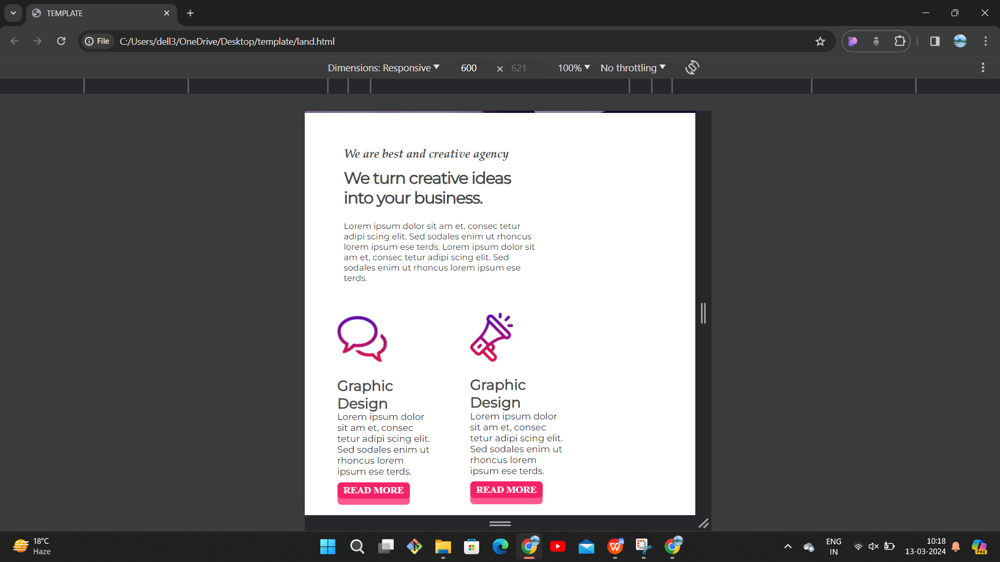 TEMPLATE
File
C:/Users/dell3/OneDrive/Desktop/template/land.html
Dimensions: Responsive
600
×
621
100%
No throttling
We are best and creative agency
We turn creative ideas
into your business.
Lorem ipsum dolor sit am et, consec tetur
adipi scing elit. Sed sodales enim ut rhoncus
lorem ipsum ese terds. Lorem ipsum dolor sit
am et, consec tetur adipi scing elit. Sed
sodales enim ut rhoncus lorem ipsum ese
terds.
Graphic
Design
Lorem ipsum dolor
sit am et, consec
tetur adipi scing elit.
Sed sodales enim ut
rhoncus lorem
ipsum ese terds.
READ MORE
Graphic
Design
Lorem ipsum dolor
sit am et, consec
tetur adipi scing elit.
Sed sodales enim ut
rhoncus lorem
ipsum ese terds.
READ MORE
18°C
Haze
W
ENG
IN
10:18
13-03-2024
PRE